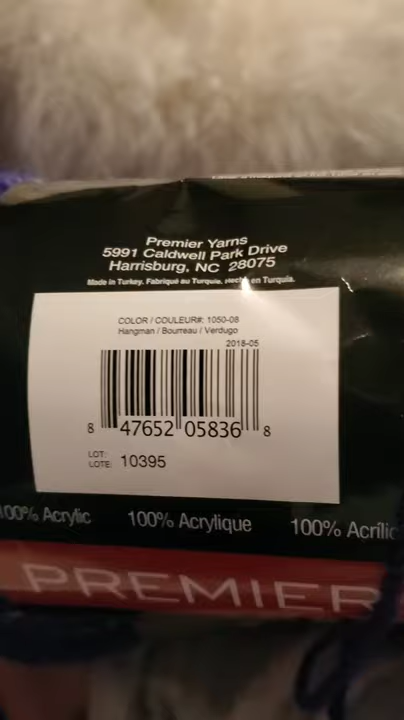 Premier Yarns
5991 Caldwell Park Drive
Harrisburg, NC 28075
Made in Turkey. Fabriqué au Turquie. Hecho en Turquía.
COLOR / COULEUR#: 1050-08
Hangman / Bourreau / Verdugo
2018-05
8 47652 05836 8
LOT:
LOTE: 10395
100% Acrylic 100% Acrylique 100% Acrílic
PREMIER